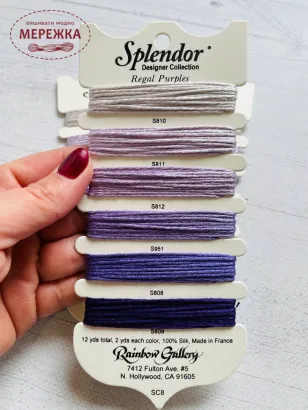 ВИШИВАТИ МОДНО
МЕРЕЖКА
Splendor
Designer Collection
Regal Purples
S810
S811
S812
S951
S808
S809
12 yds total, 2 yds each color, 100% Silk, Made in France
Rainbow Gallery
7412 Fulton Ave. #5
N. Hollywood, CA 91605
SC8